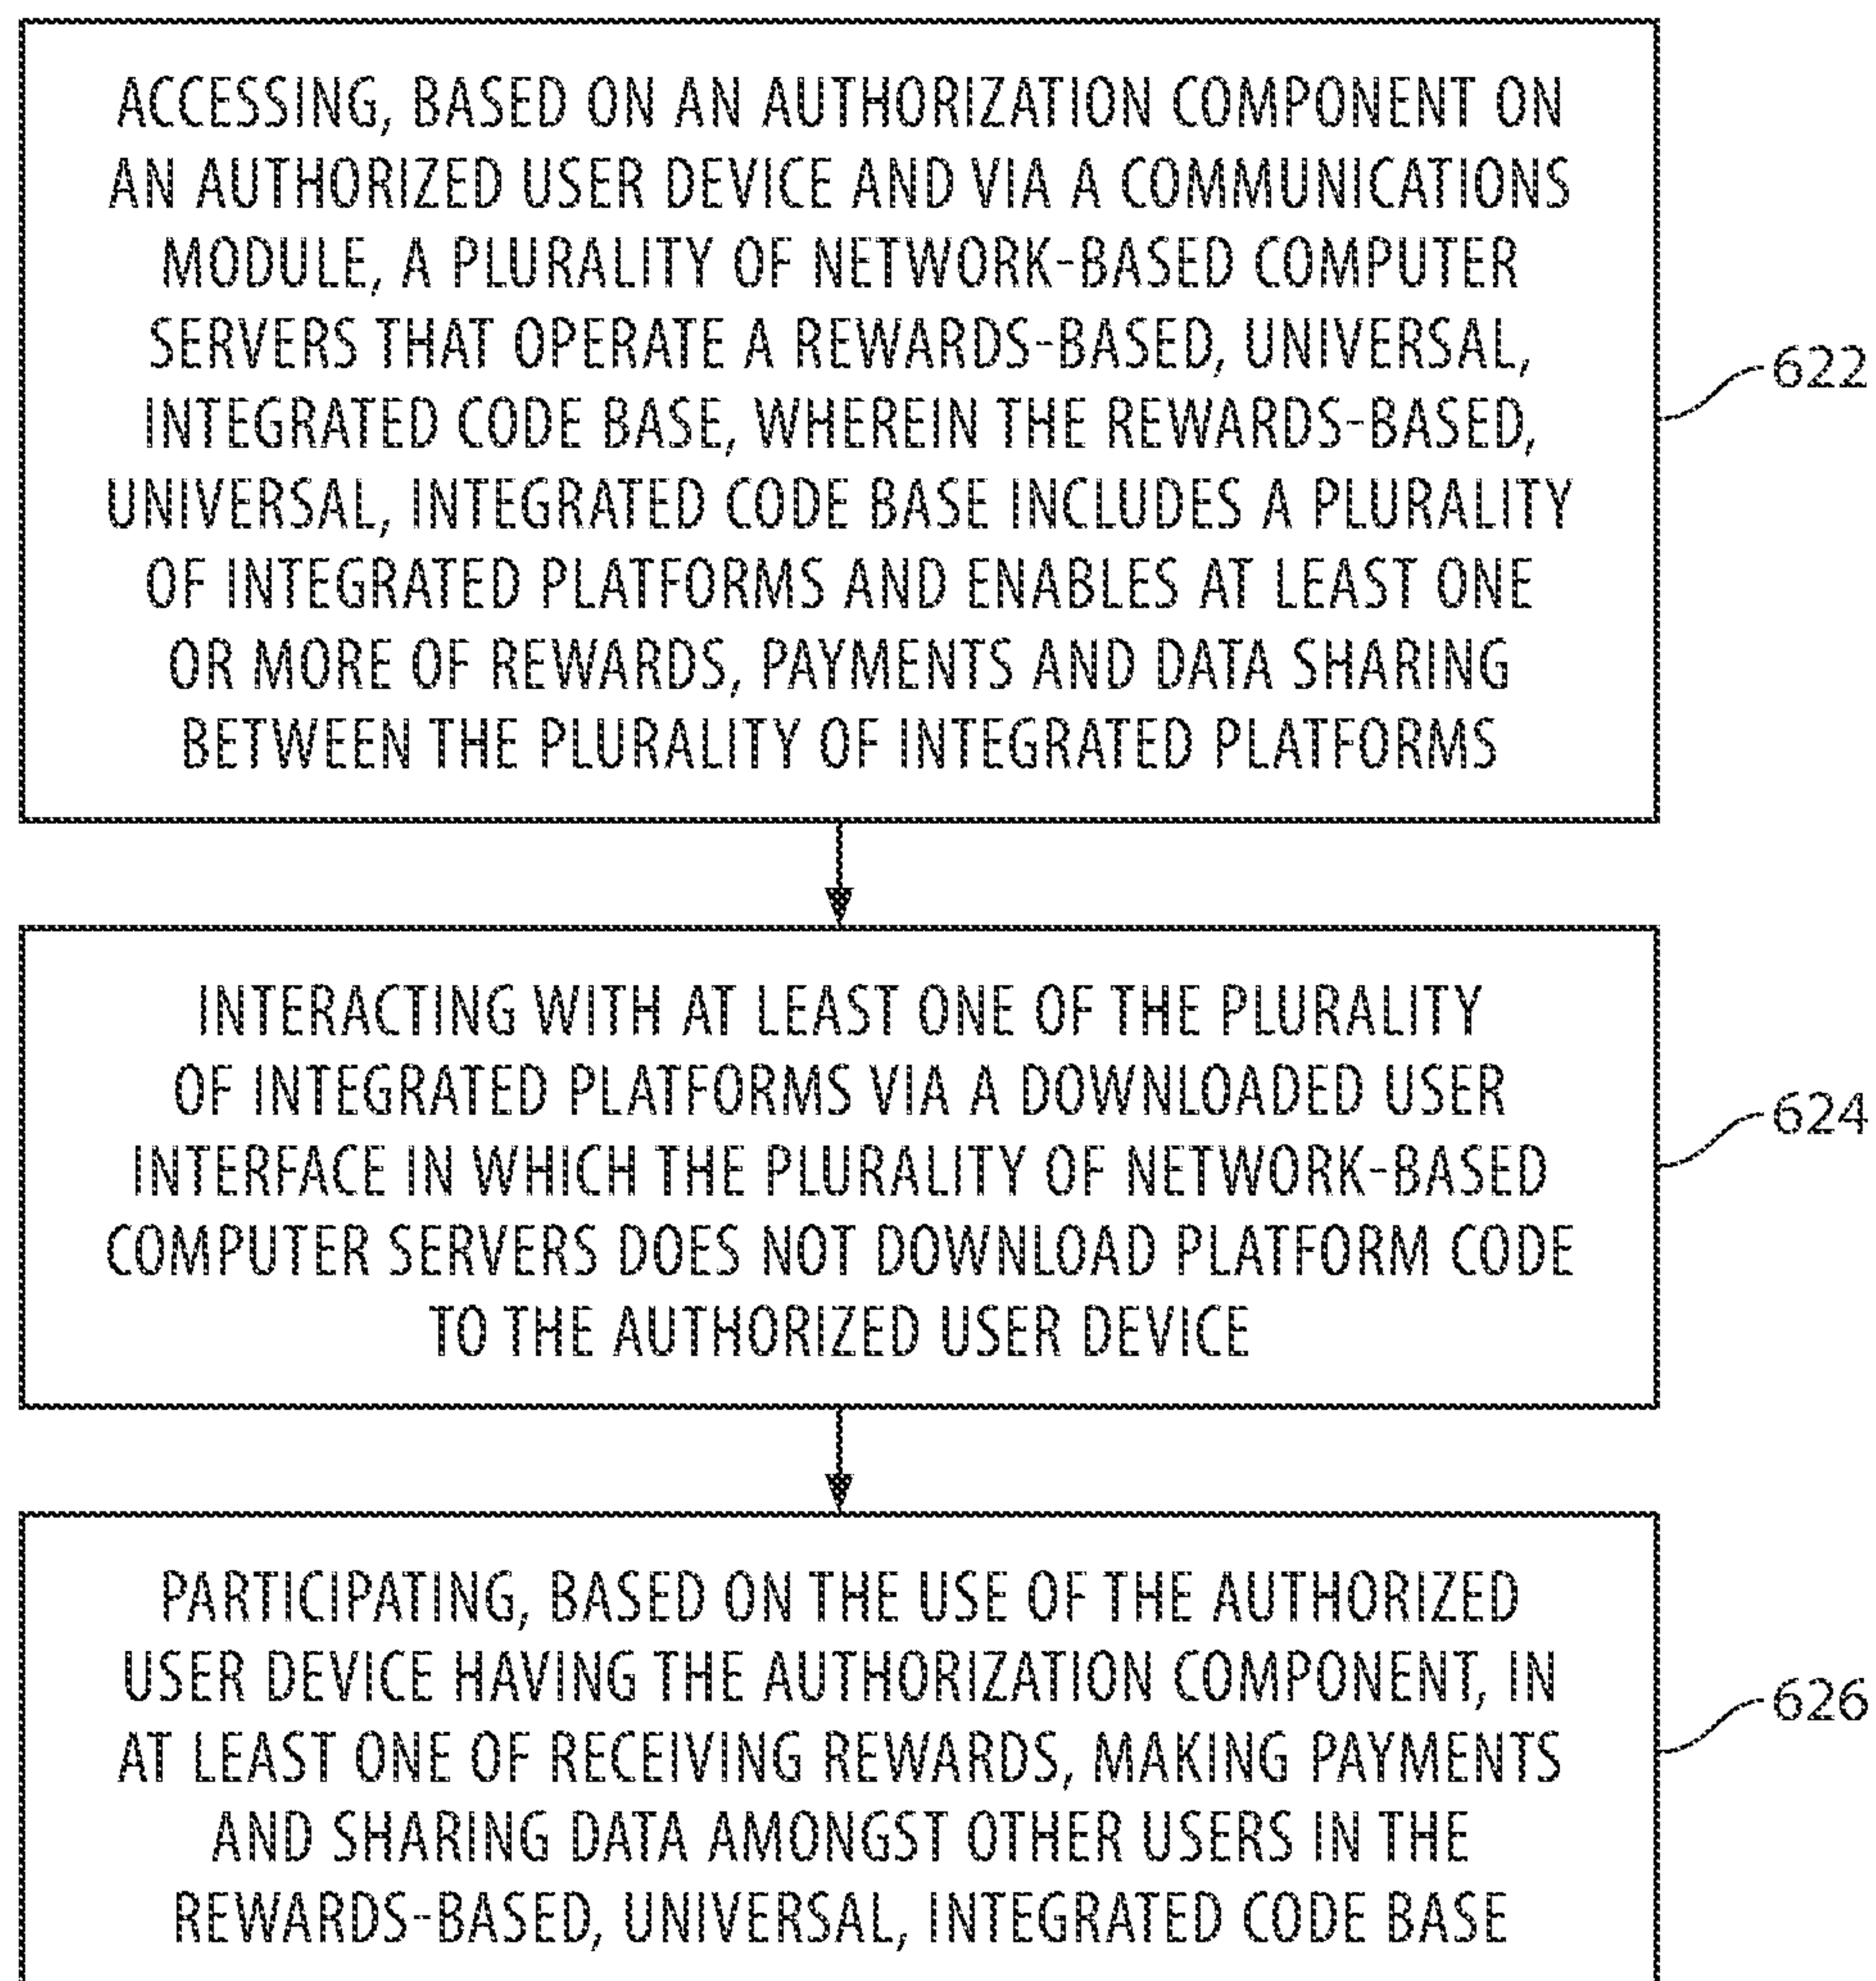 ACCESSING, BASED ON AN AUTHORIZATION COMPONENT ON
AN AUTHORIZED USER DEVICE AND VIA A COMMUNICATIONS
MODULE, A PLURALITY OF NETWORK-BASED COMPUTER
SERVERS THAT OPERATE A REWARDS-BASED, UNIVERSAL,
INTEGRATED CODE BASE, WHEREIN THE REWARDS-BASED,
UNIVERSAL, INTEGRATED CODE BASE INCLUDES A PLURALITY
OF INTEGRATED PLATFORMS AND ENABLES AT LEAST ONE
OR MORE OF REWARDS, PAYMENTS AND DATA SHARING
BETWEEN THE PLURALITY OF INTEGRATED PLATFORMS
622
INTERACTING WITH AT LEAST ONE OF THE PLURALITY
OF INTEGRATED PLATFORMS VIA A DOWNLOADED USER
INTERFACE IN WHICH THE PLURALITY OF NETWORK-BASED
COMPUTER SERVERS DOES NOT DOWNLOAD PLATFORM CODE
TO THE AUTHORIZED USER DEVICE
624
PARTICIPATING, BASED ON THE USE OF THE AUTHORIZED
USER DEVICE HAVING THE AUTHORIZATION COMPONENT, IN
AT LEAST ONE OF RECEIVING REWARDS, MAKING PAYMENTS
AND SHARING DATA AMONGST OTHER USERS IN THE
REWARDS-BASED, UNIVERSAL, INTEGRATED CODE BASE
626